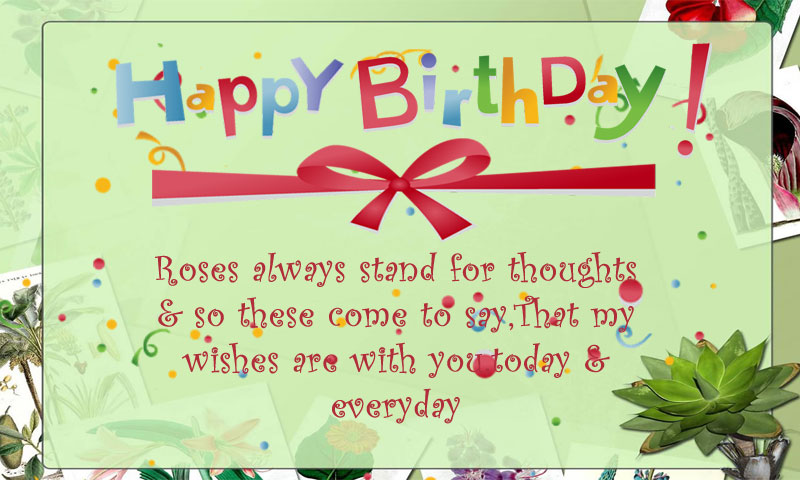 Happy BirthDay !
Roses always stand for thoughts
& so these come to say,That my
wishes are with you today &
everyday